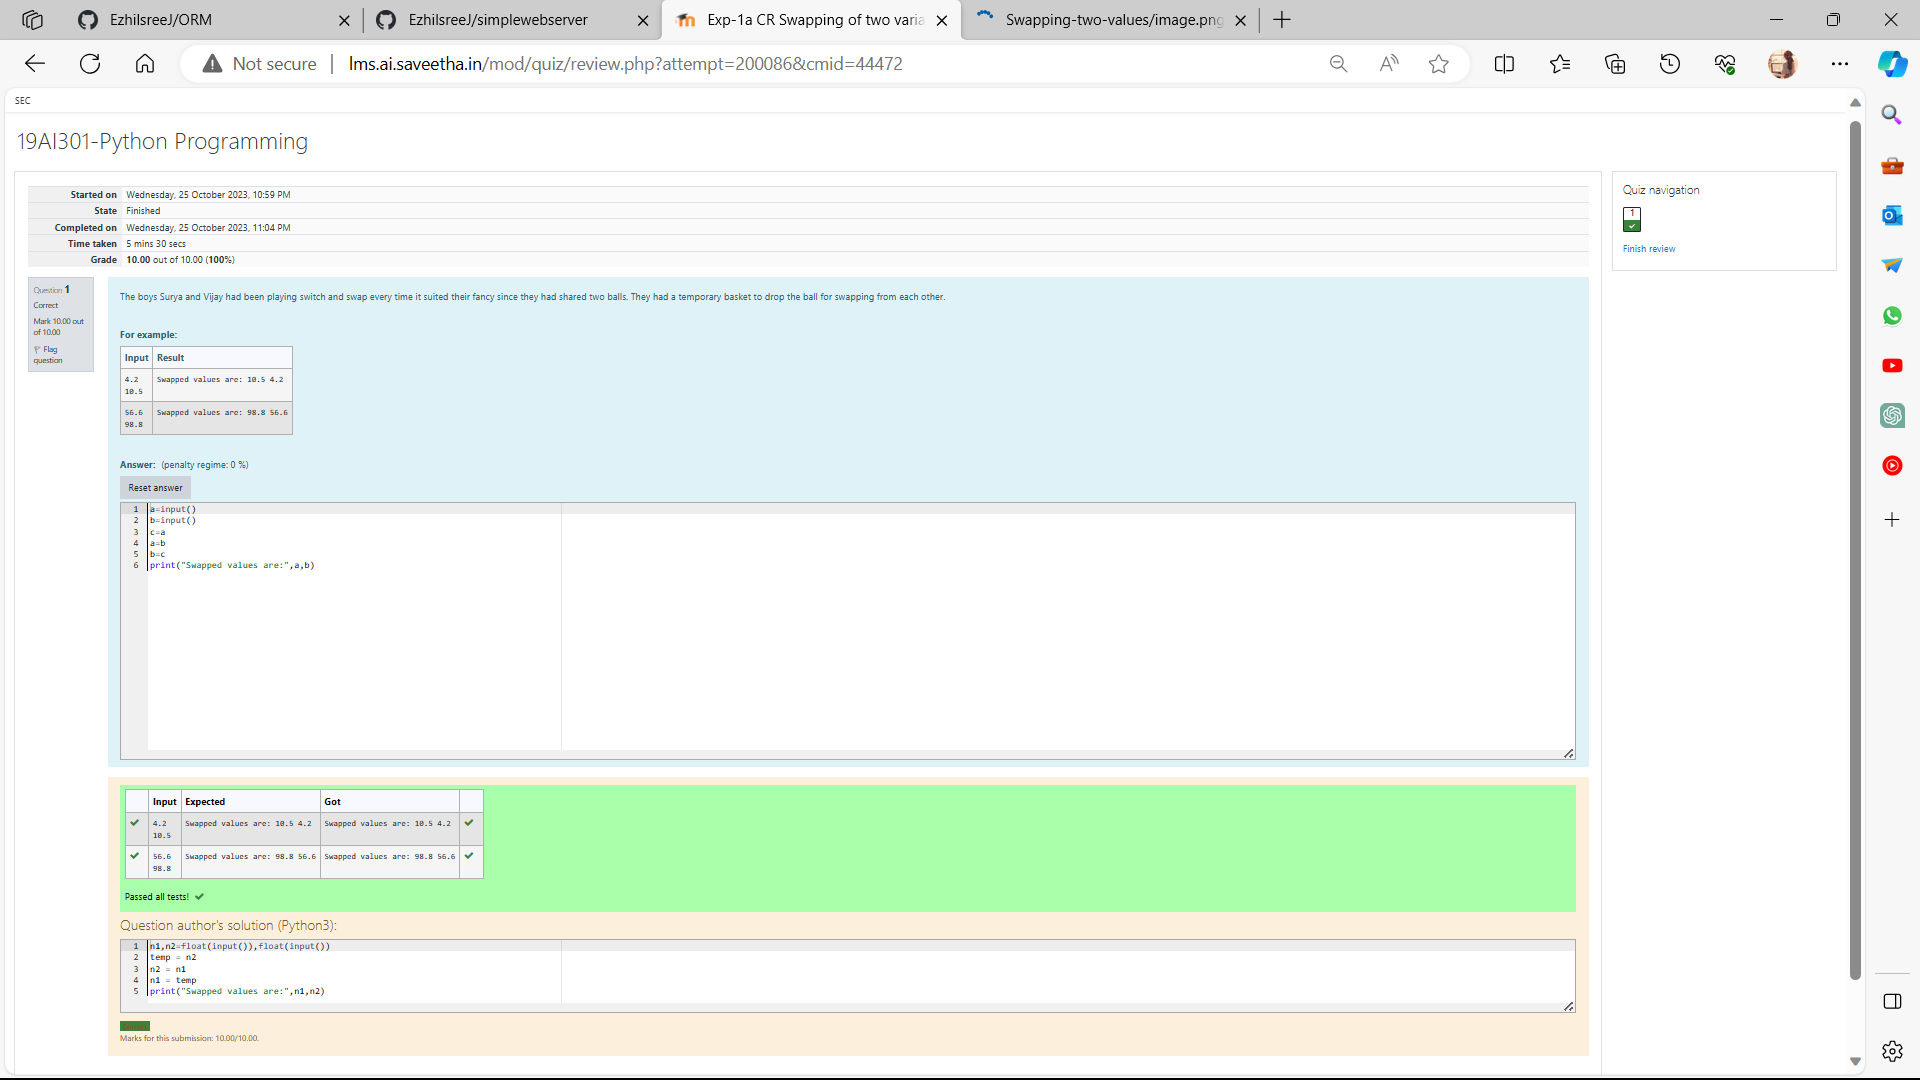 EzhilsreeJ/ORM
EzhilsreeJ/simplewebserver
Exp-1a CR Swapping of two varia
Swapping-two-values/image.png
Not secure
lms.ai.saveetha.in/mod/quiz/review.php?attempt=200086&cmid=44472
SEC
19AI301-Python Programming
Started on Wednesday, 25 October 2023, 10:59 PM
State Finished
Completed on Wednesday, 25 October 2023, 11:04 PM
Time taken 5 mins 30 secs
Grade 10.00 out of 10.00 (100%)
Quiz navigation
1
Finish review
Question 1
Correct
Mark 10.00 out
of 10.00
Flag
question
The boys Surya and Vijay had been playing switch and swap every time it suited their fancy since they had shared two balls. They had a temporary basket to drop the ball for swapping from each other.
For example:
Input Result
4.2 Swapped values are: 10.5 4.2
10.5
56.6 Swapped values are: 98.8 56.6
98.8
Answer: (penalty regime: 0 %)
Reset answer
1 a=input()
2 b=input()
3 c=a
4 a=b
5 b=c
6 print("Swapped values are:",a,b)
Input Expected Got
4.2 Swapped values are: 10.5 4.2 Swapped values are: 10.5 4.2
10.5
56.6 Swapped values are: 98.8 56.6 Swapped values are: 98.8 56.6
98.8
Passed all tests!
Question author's solution (Python3):
1 n1,n2=float(input()),float(input())
2 temp = n2
3 n2 = n1
4 n1 = temp
5 print("Swapped values are:",n1,n2)
Marks for this submission: 10.00/10.00.